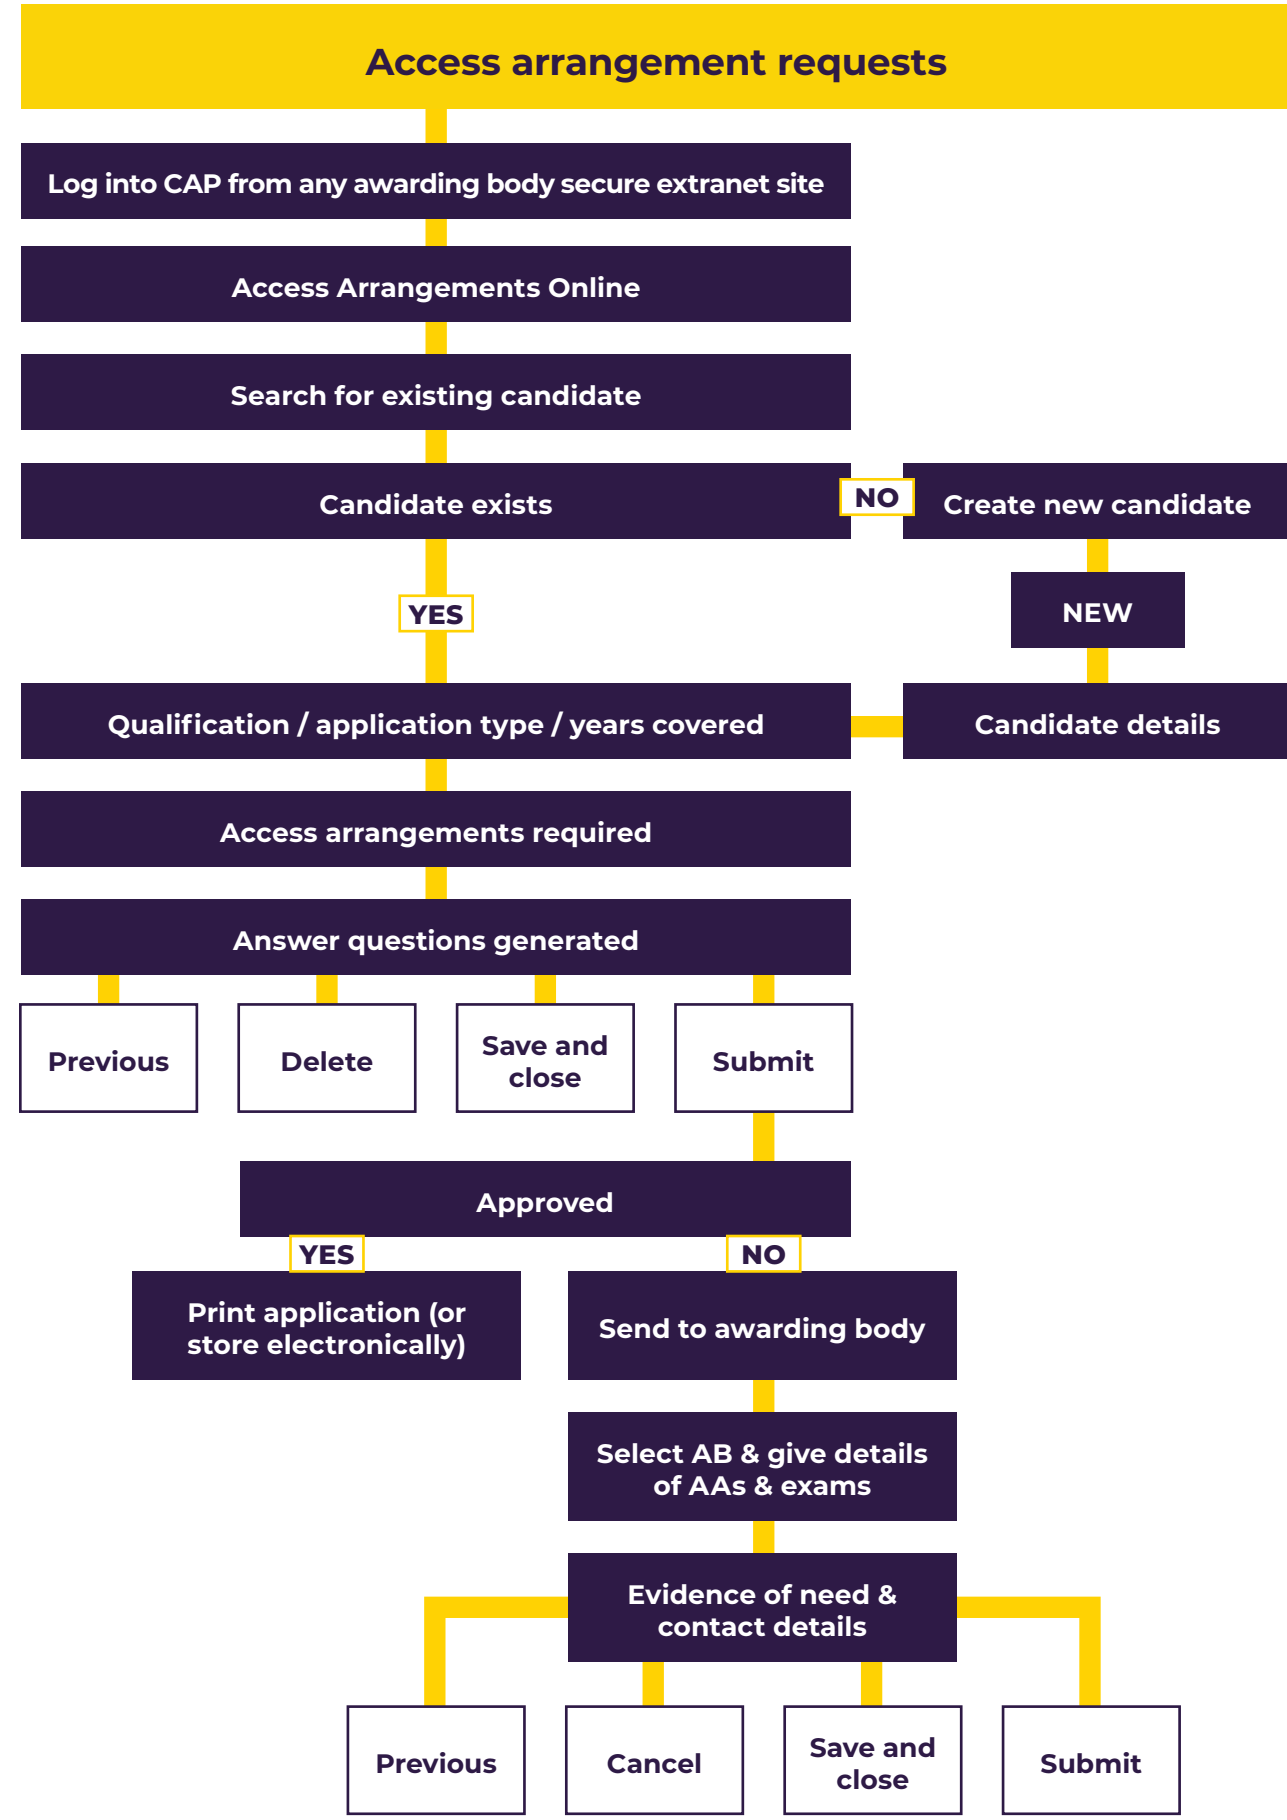 Access arrangement requests
Log into CAP from any awarding body secure extranet site
Access Arrangements Online
Search for existing candidate
Candidate exists
NO
Create new candidate
YES
NEW
Qualification / application type / years covered
Candidate details
Access arrangements required
Answer questions generated
Previous
Delete
Save and
close
Submit
Approved
YES
NO
Print application (or
store electronically)
Send to awarding body
Select AB & give details
of AAs & exams
Evidence of need &
contact details
Previous
Cancel
Save and
close
Submit